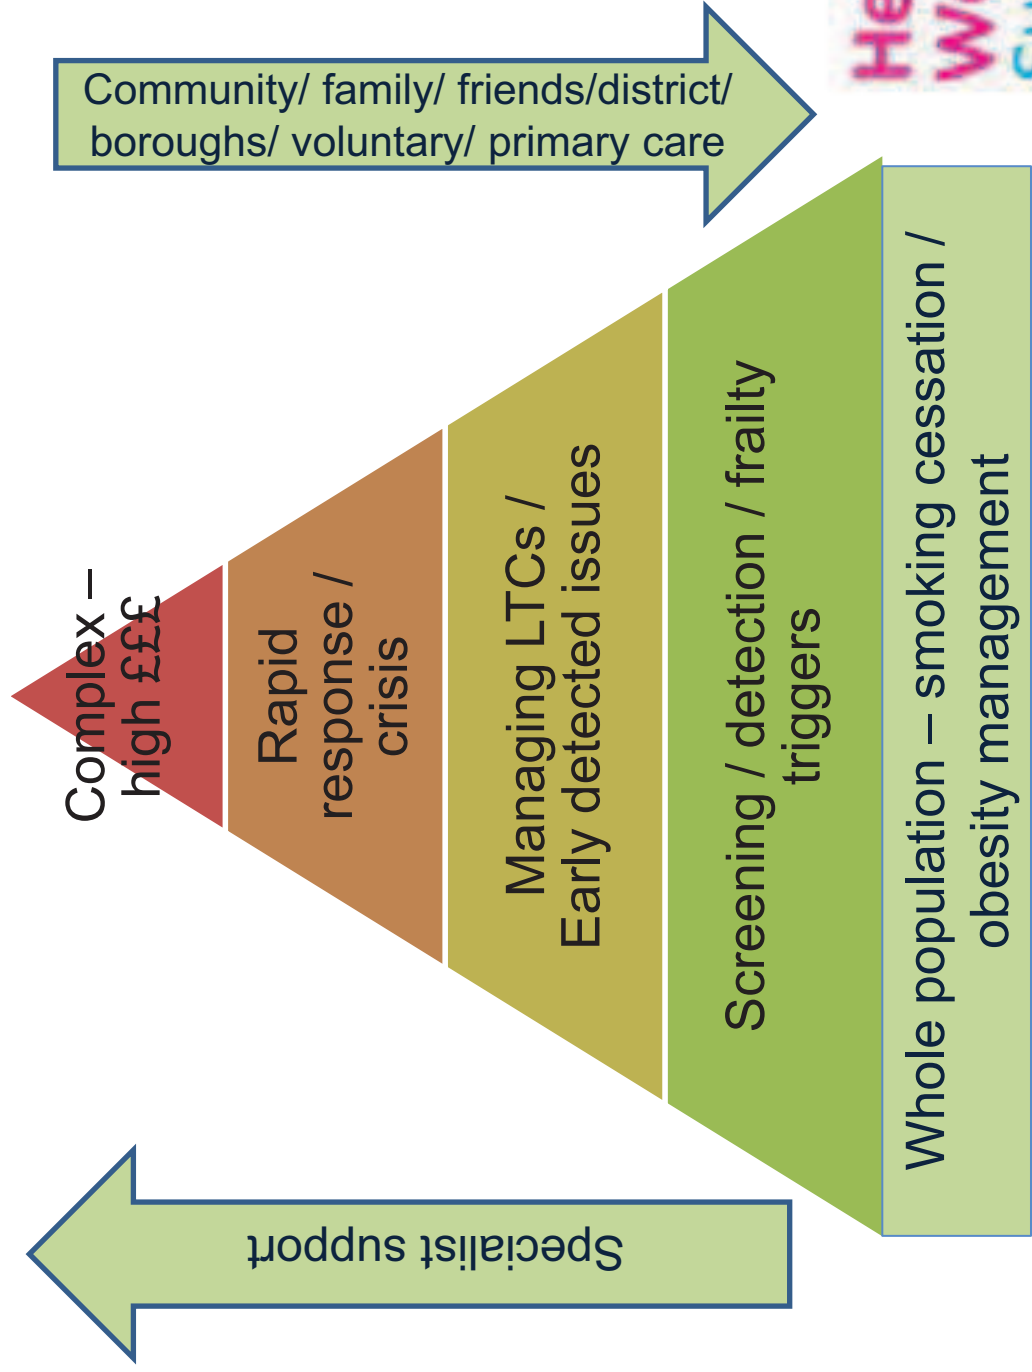 Community/ family/ friends/district/
boroughs/ voluntary/ primary care
Complex –
high £££
Rapid
response /
crisis
Managing LTCs /
Early detected issues
Screening / detection / frailty
triggers
Whole population – smoking cessation /
obesity management
Specialist support